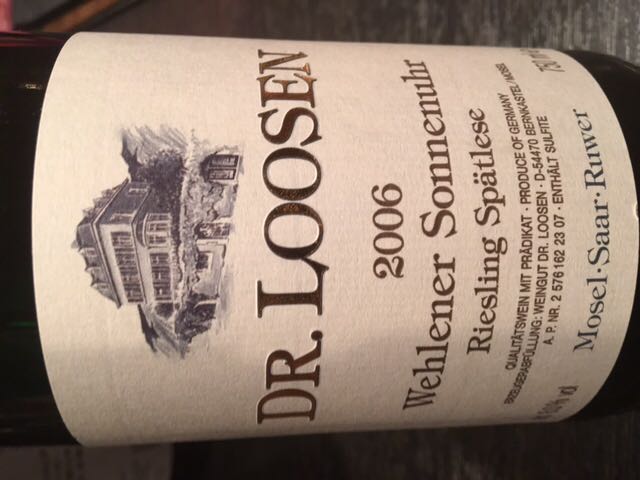 DR. LOOSEN
2006
Wehlener Sonnenuhr
Riesling Spätlese
QUALITÄTSWEIN MIT PRÄDIKAT · PRODUCE OF GERMANY
ERZEUGERABFÜLLUNG: WEINGUT DR. LOOSEN · D-54470 BERNKASTEL/MOSEL
A. P. NR. 2 576 162 23 07 · ENTHÄLT SULFITE
Mosel·Saar·Ruwer